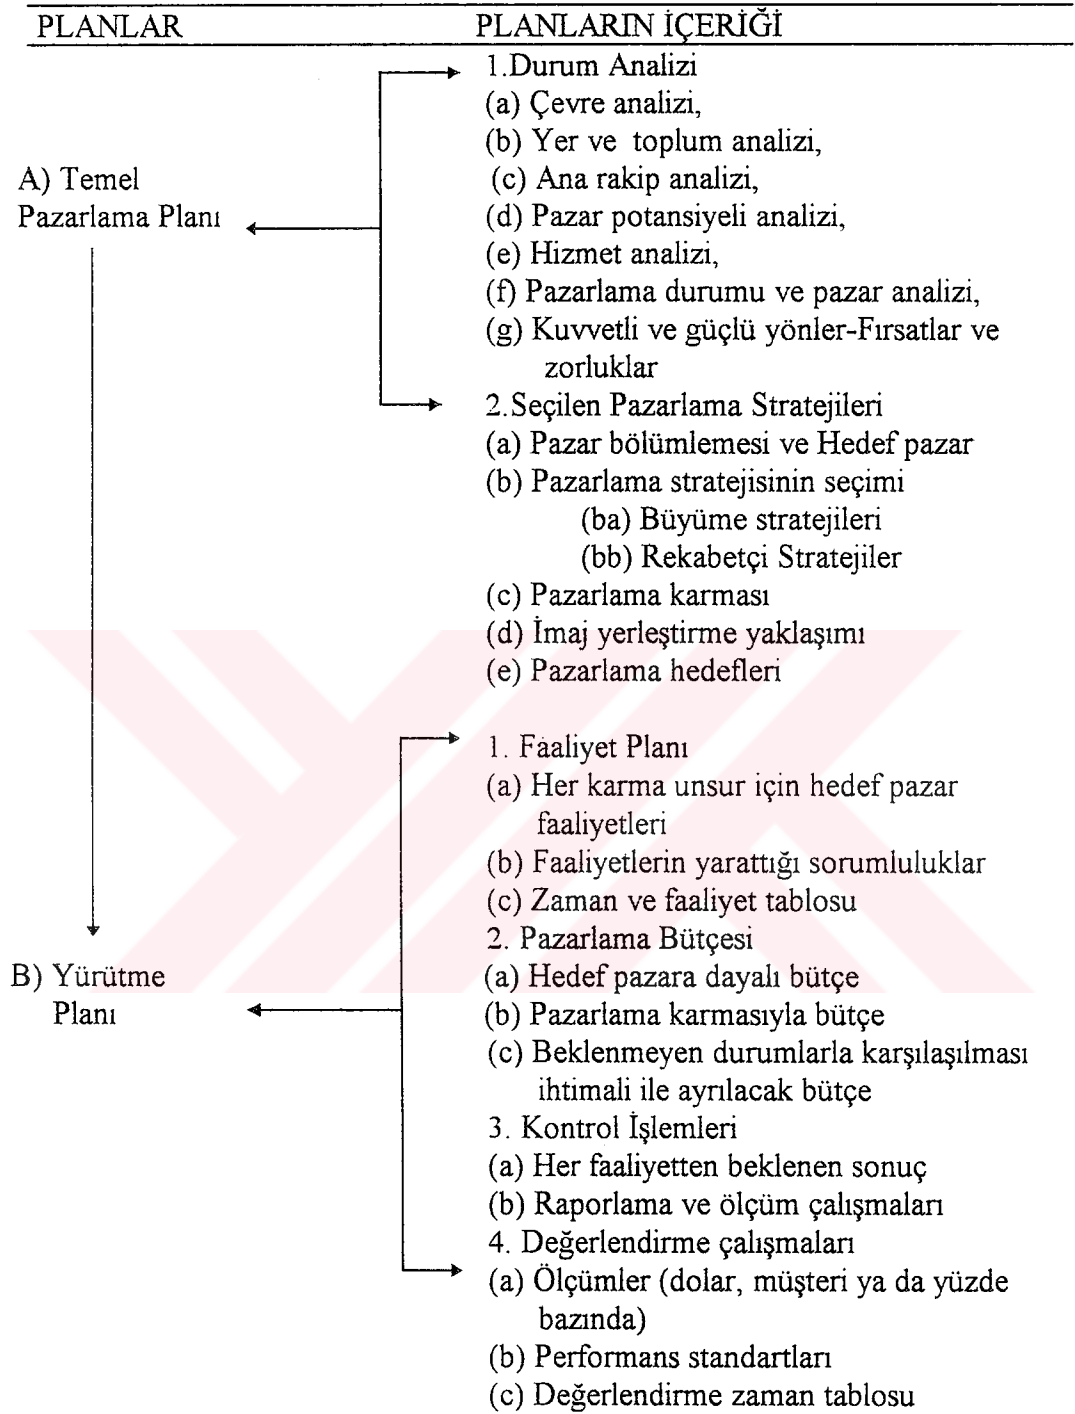 PLANLAR PLANLARIN İÇERİĞİ
1.Durum Analizi
(a) Çevre analizi,
(b) Yer ve toplum analizi,
A) Temel
(c) Ana rakip analizi,
Pazarlama Planı
(d) Pazar potansiyeli analizi,
(e) Hizmet analizi,
(f) Pazarlama durumu ve pazar analizi,
(g) Kuvvetli ve güçlü yönler-Fırsatlar ve
zorluklar
2.Seçilen Pazarlama Stratejileri
(a) Pazar bölümlemesi ve Hedef pazar
(b) Pazarlama stratejisinin seçimi
(ba) Büyüme stratejileri
(bb) Rekabetçi Stratejiler
(c) Pazarlama karması
(d) İmaj yerleştirme yaklaşımı
(e) Pazarlama hedefleri
1. Faaliyet Planı
(a) Her karma unsur için hedef pazar
faaliyetleri
(b) Faaliyetlerin yarattığı sorumluluklar
(c) Zaman ve faaliyet tablosu
2. Pazarlama Bütçesi
B) Yürütme
Planı
(a) Hedef pazara dayalı bütçe
(b) Pazarlama karmasıyla bütçe
(c) Beklenmeyen durumlarla karşılaşılması
ihtimali ile ayrılacak bütçe
3. Kontrol İşlemleri
(a) Her faaliyetten beklenen sonuç
(b) Raporlama ve ölçüm çalışmaları
4. Değerlendirme çalışmaları
(a) Ölçümler (dolar, müşteri ya da yüzde
bazında)
(b) Performans standartları
(c) Değerlendirme zaman tablosu